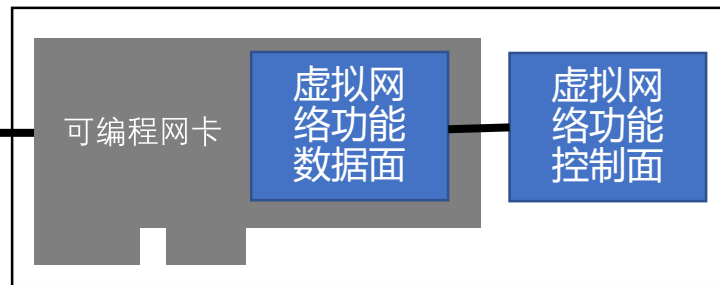 可编程网卡
虚拟网
络功能
数据面
虚拟网
络功能
控制面